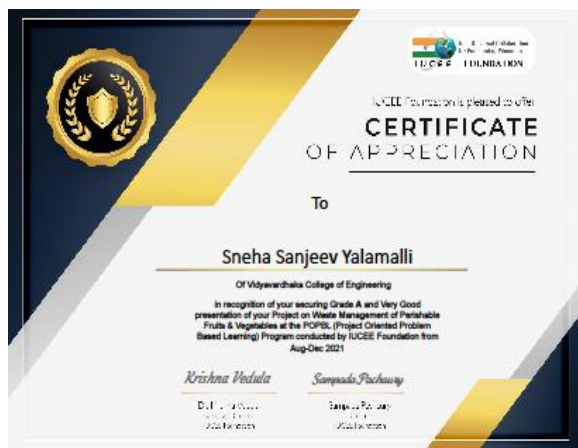 IUCEE FOUNDATION
IUCEE Foundation is pleased to offer
CERTIFICATE
OF APPRECIATION
To
Sneha Sanjeev Yalamalli
Of Vidyavardhaka College of Engineering
in recognition of your securing Grade A and Very Good
presentation of your Project on Waste Management of Perishable
Fruits & Vegetables at the POPBL (Project Oriented Problem
Based Learning) Program conducted by IUCEE Foundation from
Aug-Dec 2021
Krishna Vedula Sampada Pachaury